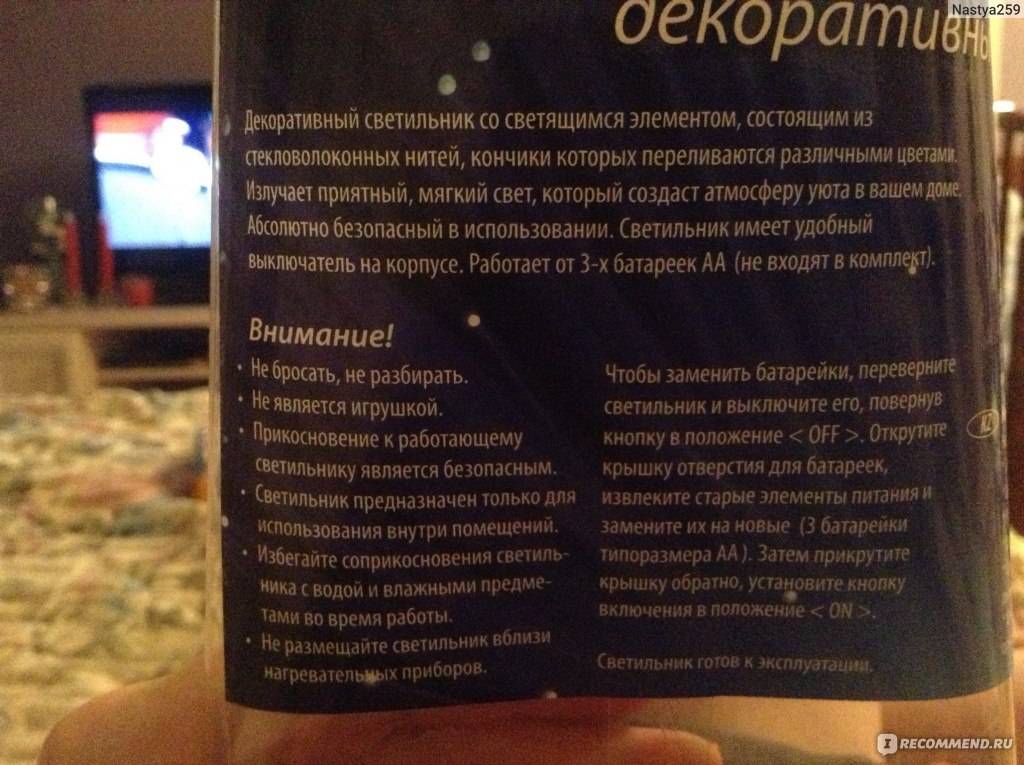 Nastya259
декоративны
Декоративный светильник со светящимся элементом, состоящим из
стекловолоконных нитей, кончики которых переливаются различными цветами.
Излучает приятный, мягкий свет, который создаст атмосферу уюта в вашем доме.
Абсолютно безопасный в использовании. Светильник имеет удобный
выключатель на корпусе. Работает от 3-х батареек АА (не входят в комплект).
Внимание!
• Не бросать, не разбирать.
• Не является игрушкой.
• Прикосновение к работающему
светильнику является безопасным.
• Светильник предназначен только для
использования внутри помещений.
• Избегайте соприкосновения светиль-
ника с водой и влажными предме-
тами во время работы.
• Не размещайте светильник вблизи
нагревательных приборов.
Чтобы заменить батарейки, переверните
светильник и выключите его, повернув
кнопку в положение < OFF >. Открутите
крышку отверстия для батареек,
извлеките старые элементы питания и
замените их на новые (3 батарейки
типоразмера АА ). Затем прикрутите
крышку обратно, установите кнопку
включения в положение < ON >.
Светильник готов к эксплуатации.
KZ
IRECOMMEND.RU